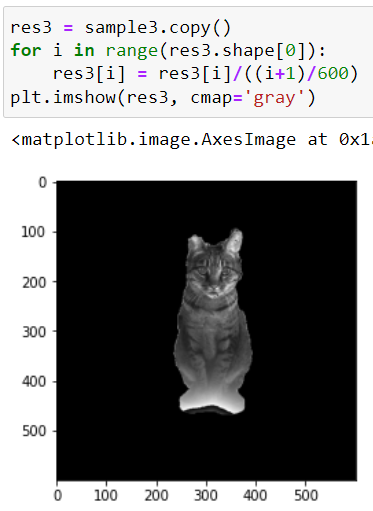 res3 = sample3.copy()
for i in range(res3.shape[0]):
    res3[i] = res3[i]/((i+1)/600)
plt.imshow(res3, cmap='gray')
<matplotlib.image.AxesImage at 0x1
0
100
200
300
400
500
0 100 200 300 400 500